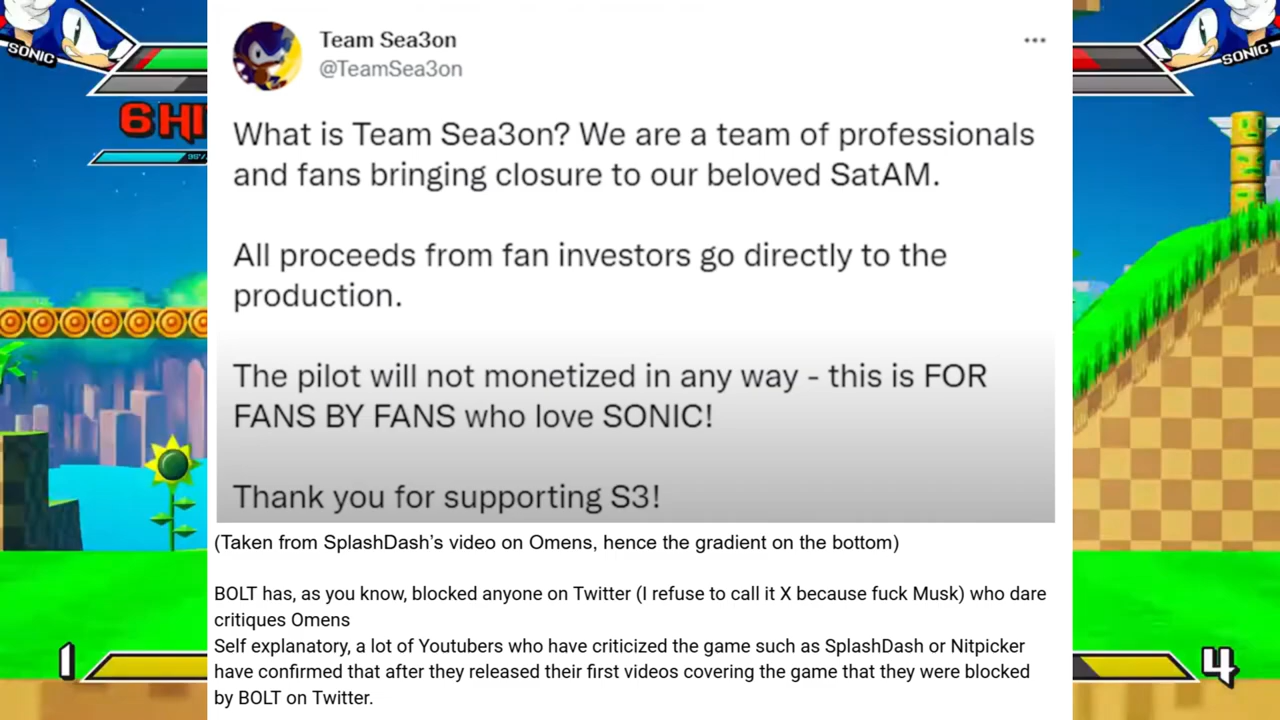 SONIC
SONIC
6 HI
Team Sea3on
@TeamSea3on
What is Team Sea3on? We are a team of professionals
and fans bringing closure to our beloved SatAM.
All proceeds from fan investors go directly to the
production.
The pilot will not monetized in any way - this is FOR
FANS BY FANS who love SONIC!
Thank you for supporting S3!
(Taken from SplashDash’s video on Omens, hence the gradient on the bottom)
BOLT has, as you know, blocked anyone on Twitter (I refuse to call it X because fuck Musk) who dare
critiques Omens
Self explanatory, a lot of Youtubers who have criticized the game such as SplashDash or Nitpicker
have confirmed that after they released their first videos covering the game that they were blocked
by BOLT on Twitter.
1
4